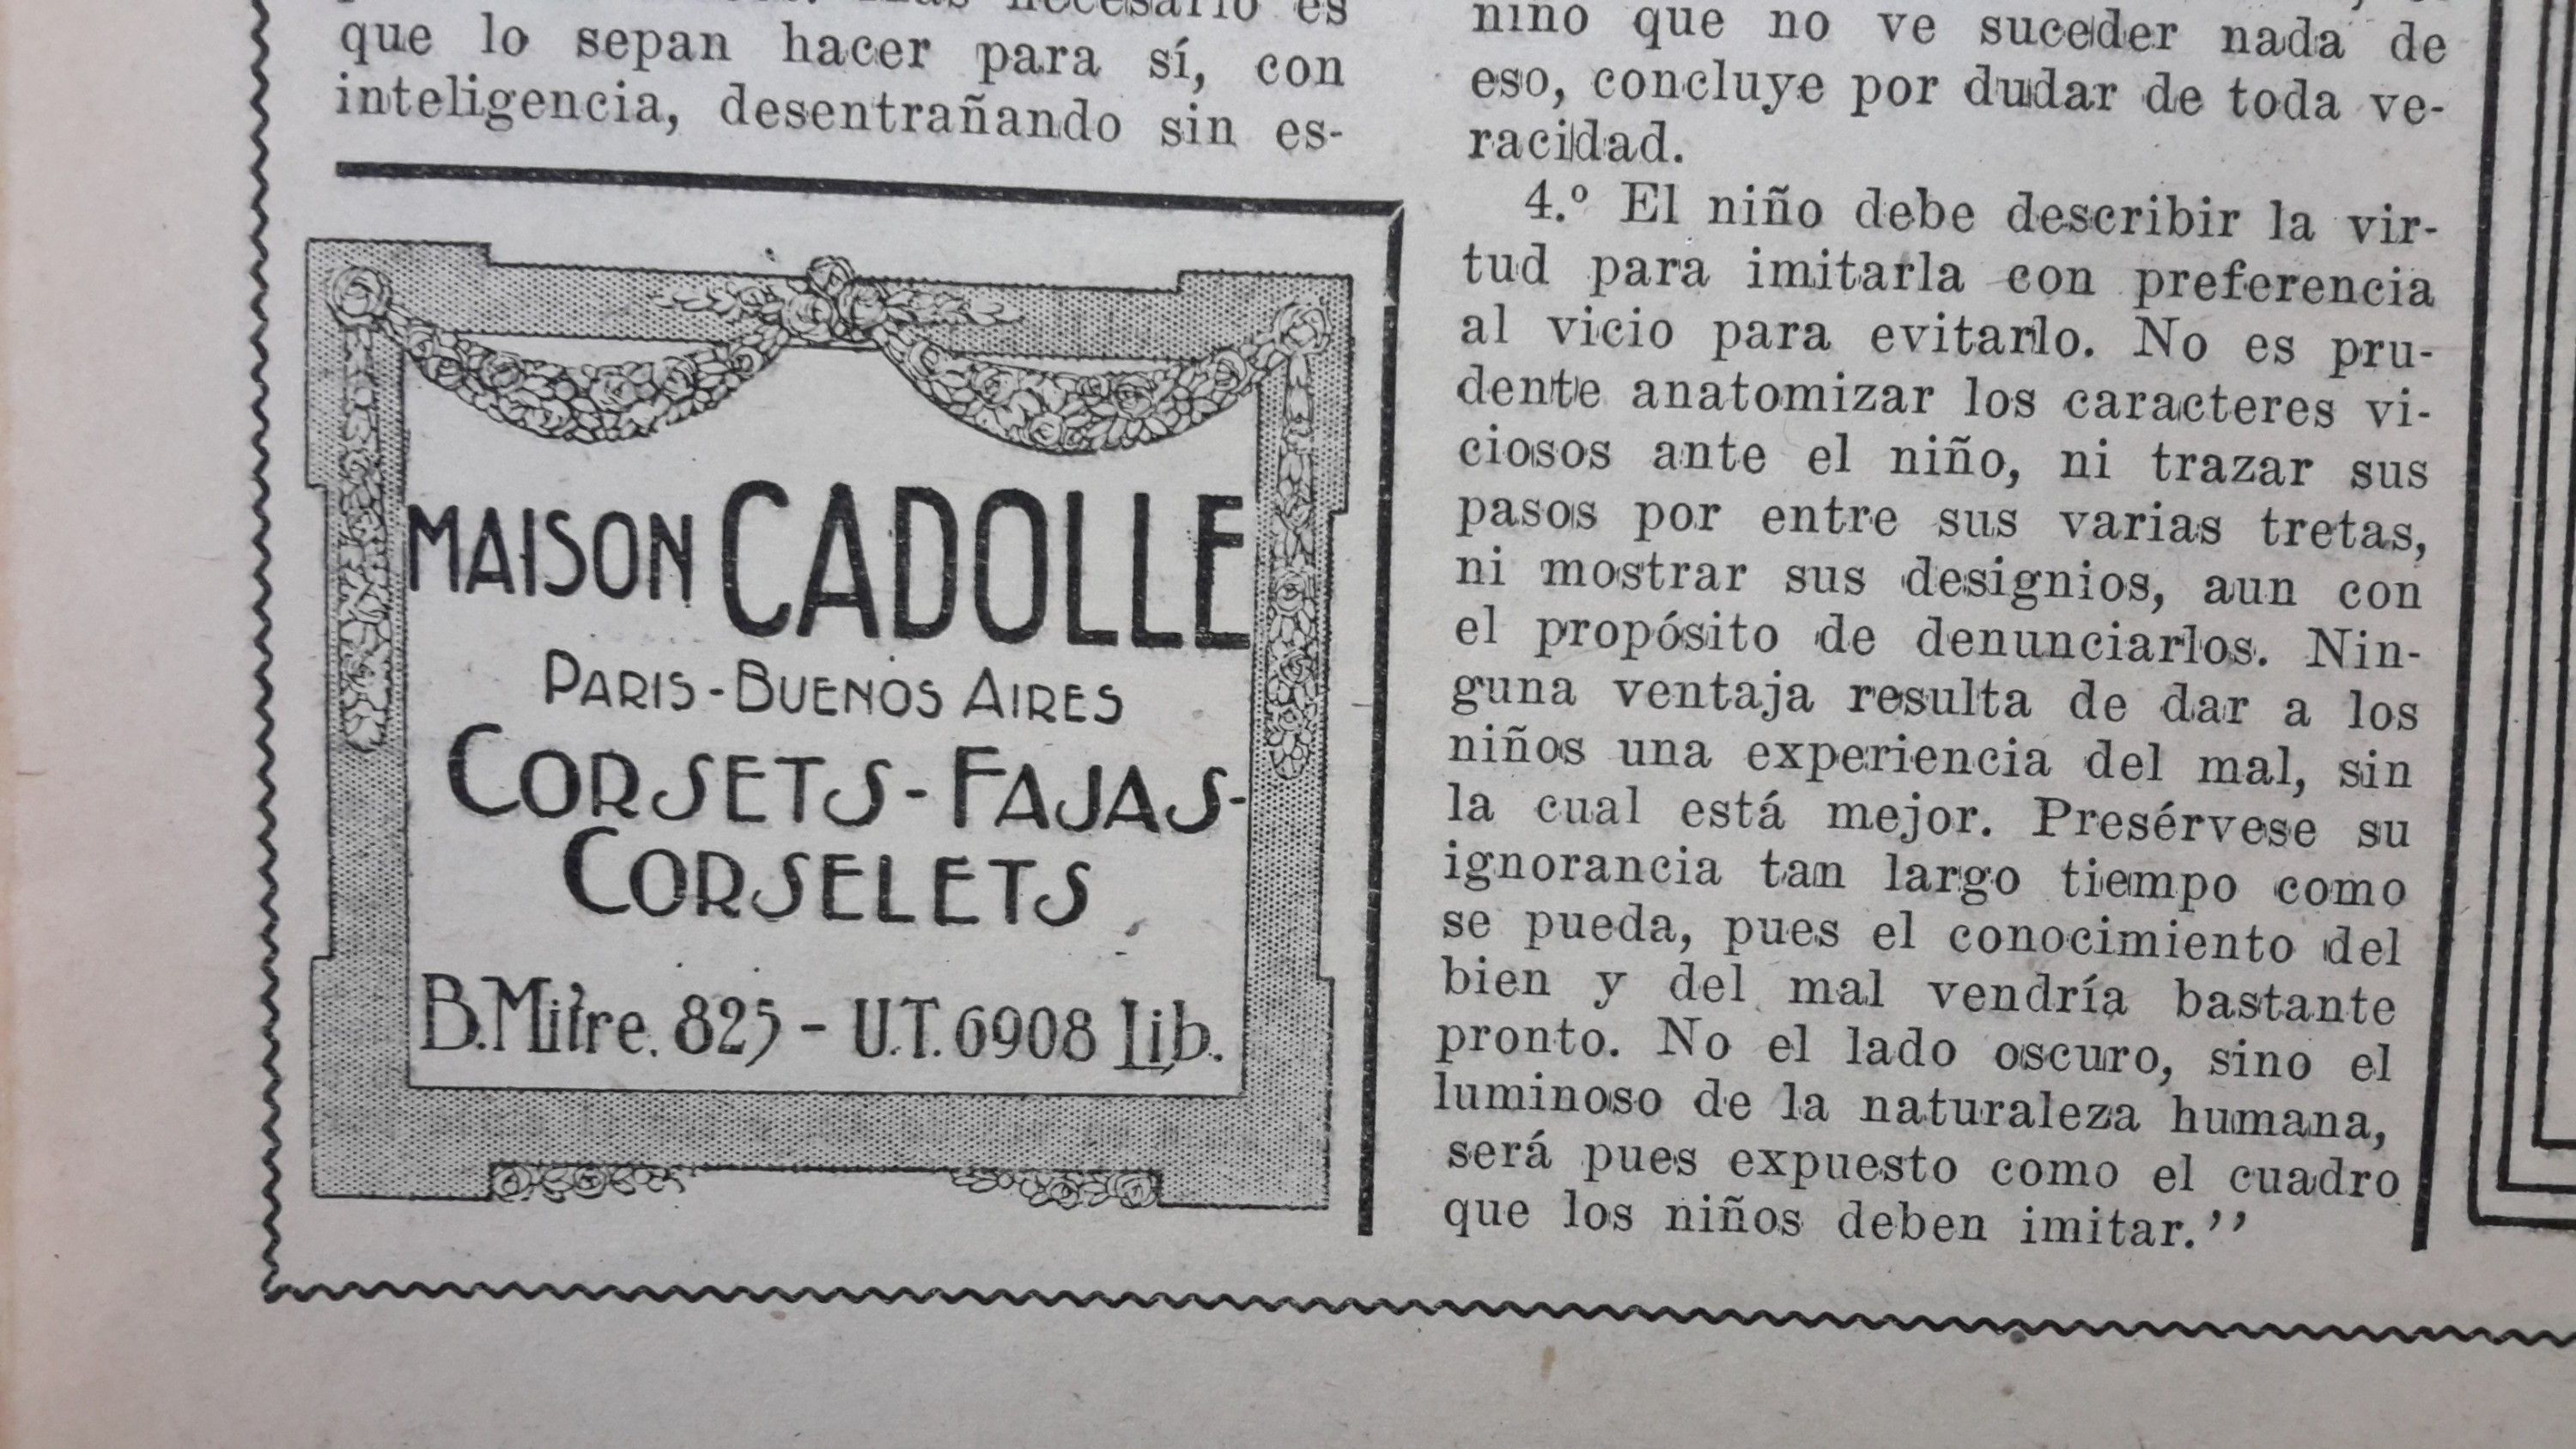 necesario es
que lo sepan hacer para sí, con
inteligencia, desentrañando sin es-
MAISON CADOLLE
PARIS - BUENOS AIRES
CORSETS - FAJAS -
CORSELETS
B. Mitre. 825 - U.T. 6908 Lib.
niño que no ve suceder nada de
eso, concluye por dudar de toda ve-
racidad.
4.º El niño debe describir la vir-
tud para imitarla con preferencia
al vicio para evitarlo. No es pru-
dente anatomizar los caracteres vi-
ciosos ante el niño, ni trazar sus
pasos por entre sus varias tretas,
ni mostrar sus designios, aun con
el propósito de denunciarlos. Nin-
guna ventaja resulta de dar a los
niños una experiencia del mal, sin
la cual está mejor. Presérvese su
ignorancia tan largo tiempo como
se pueda, pues el conocimiento del
bien y del mal vendría bastante
pronto. No el lado oscuro, sino el
luminoso de la naturaleza humana,
será pues expuesto como el cuadro
que los niños deben imitar.''